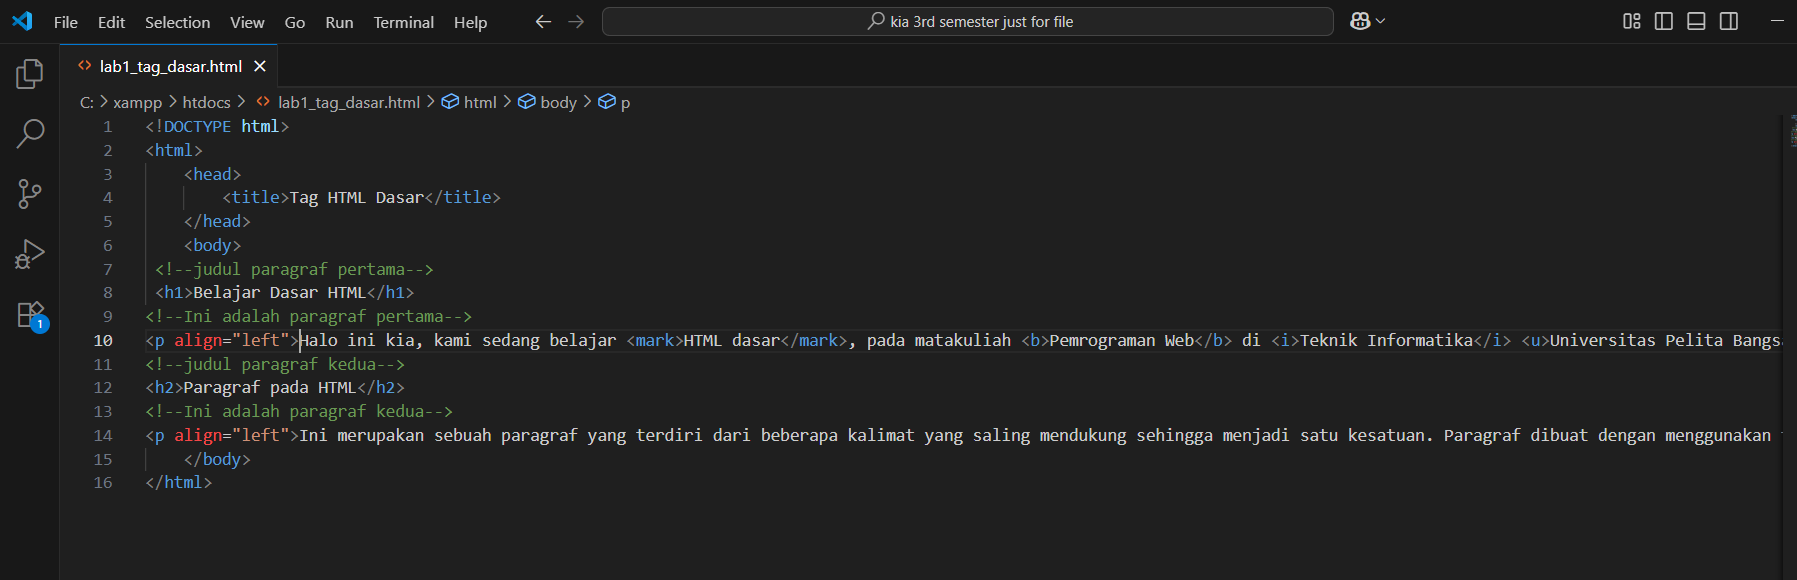 File Edit Selection View Go Run Terminal Help kia 3rd semester just for file
lab1_tag_dasar.html
C: > xampp > htdocs > lab1_tag_dasar.html > html > body > p
1 <!DOCTYPE html>
2 <html>
3 <head>
4 <title>Tag HTML Dasar</title>
5 </head>
6 <body>
7 <!--judul paragraf pertama-->
8 <h1>Belajar Dasar HTML</h1>
9 <!--Ini adalah paragraf pertama-->
10 <p align="left">Halo ini kia, kami sedang belajar <mark>HTML dasar</mark>, pada matakuliah <b>Pemrograman Web</b> di <i>Teknik Informatika</i> <u>Universitas Pelita Bangs
11 <!--judul paragraf kedua-->
12 <h2>Paragraf pada HTML</h2>
13 <!--Ini adalah paragraf kedua-->
14 <p align="left">Ini merupakan sebuah paragraf yang terdiri dari beberapa kalimat yang saling mendukung sehingga menjadi satu kesatuan. Paragraf dibuat dengan menggunakan
15 </body>
16 </html>
1